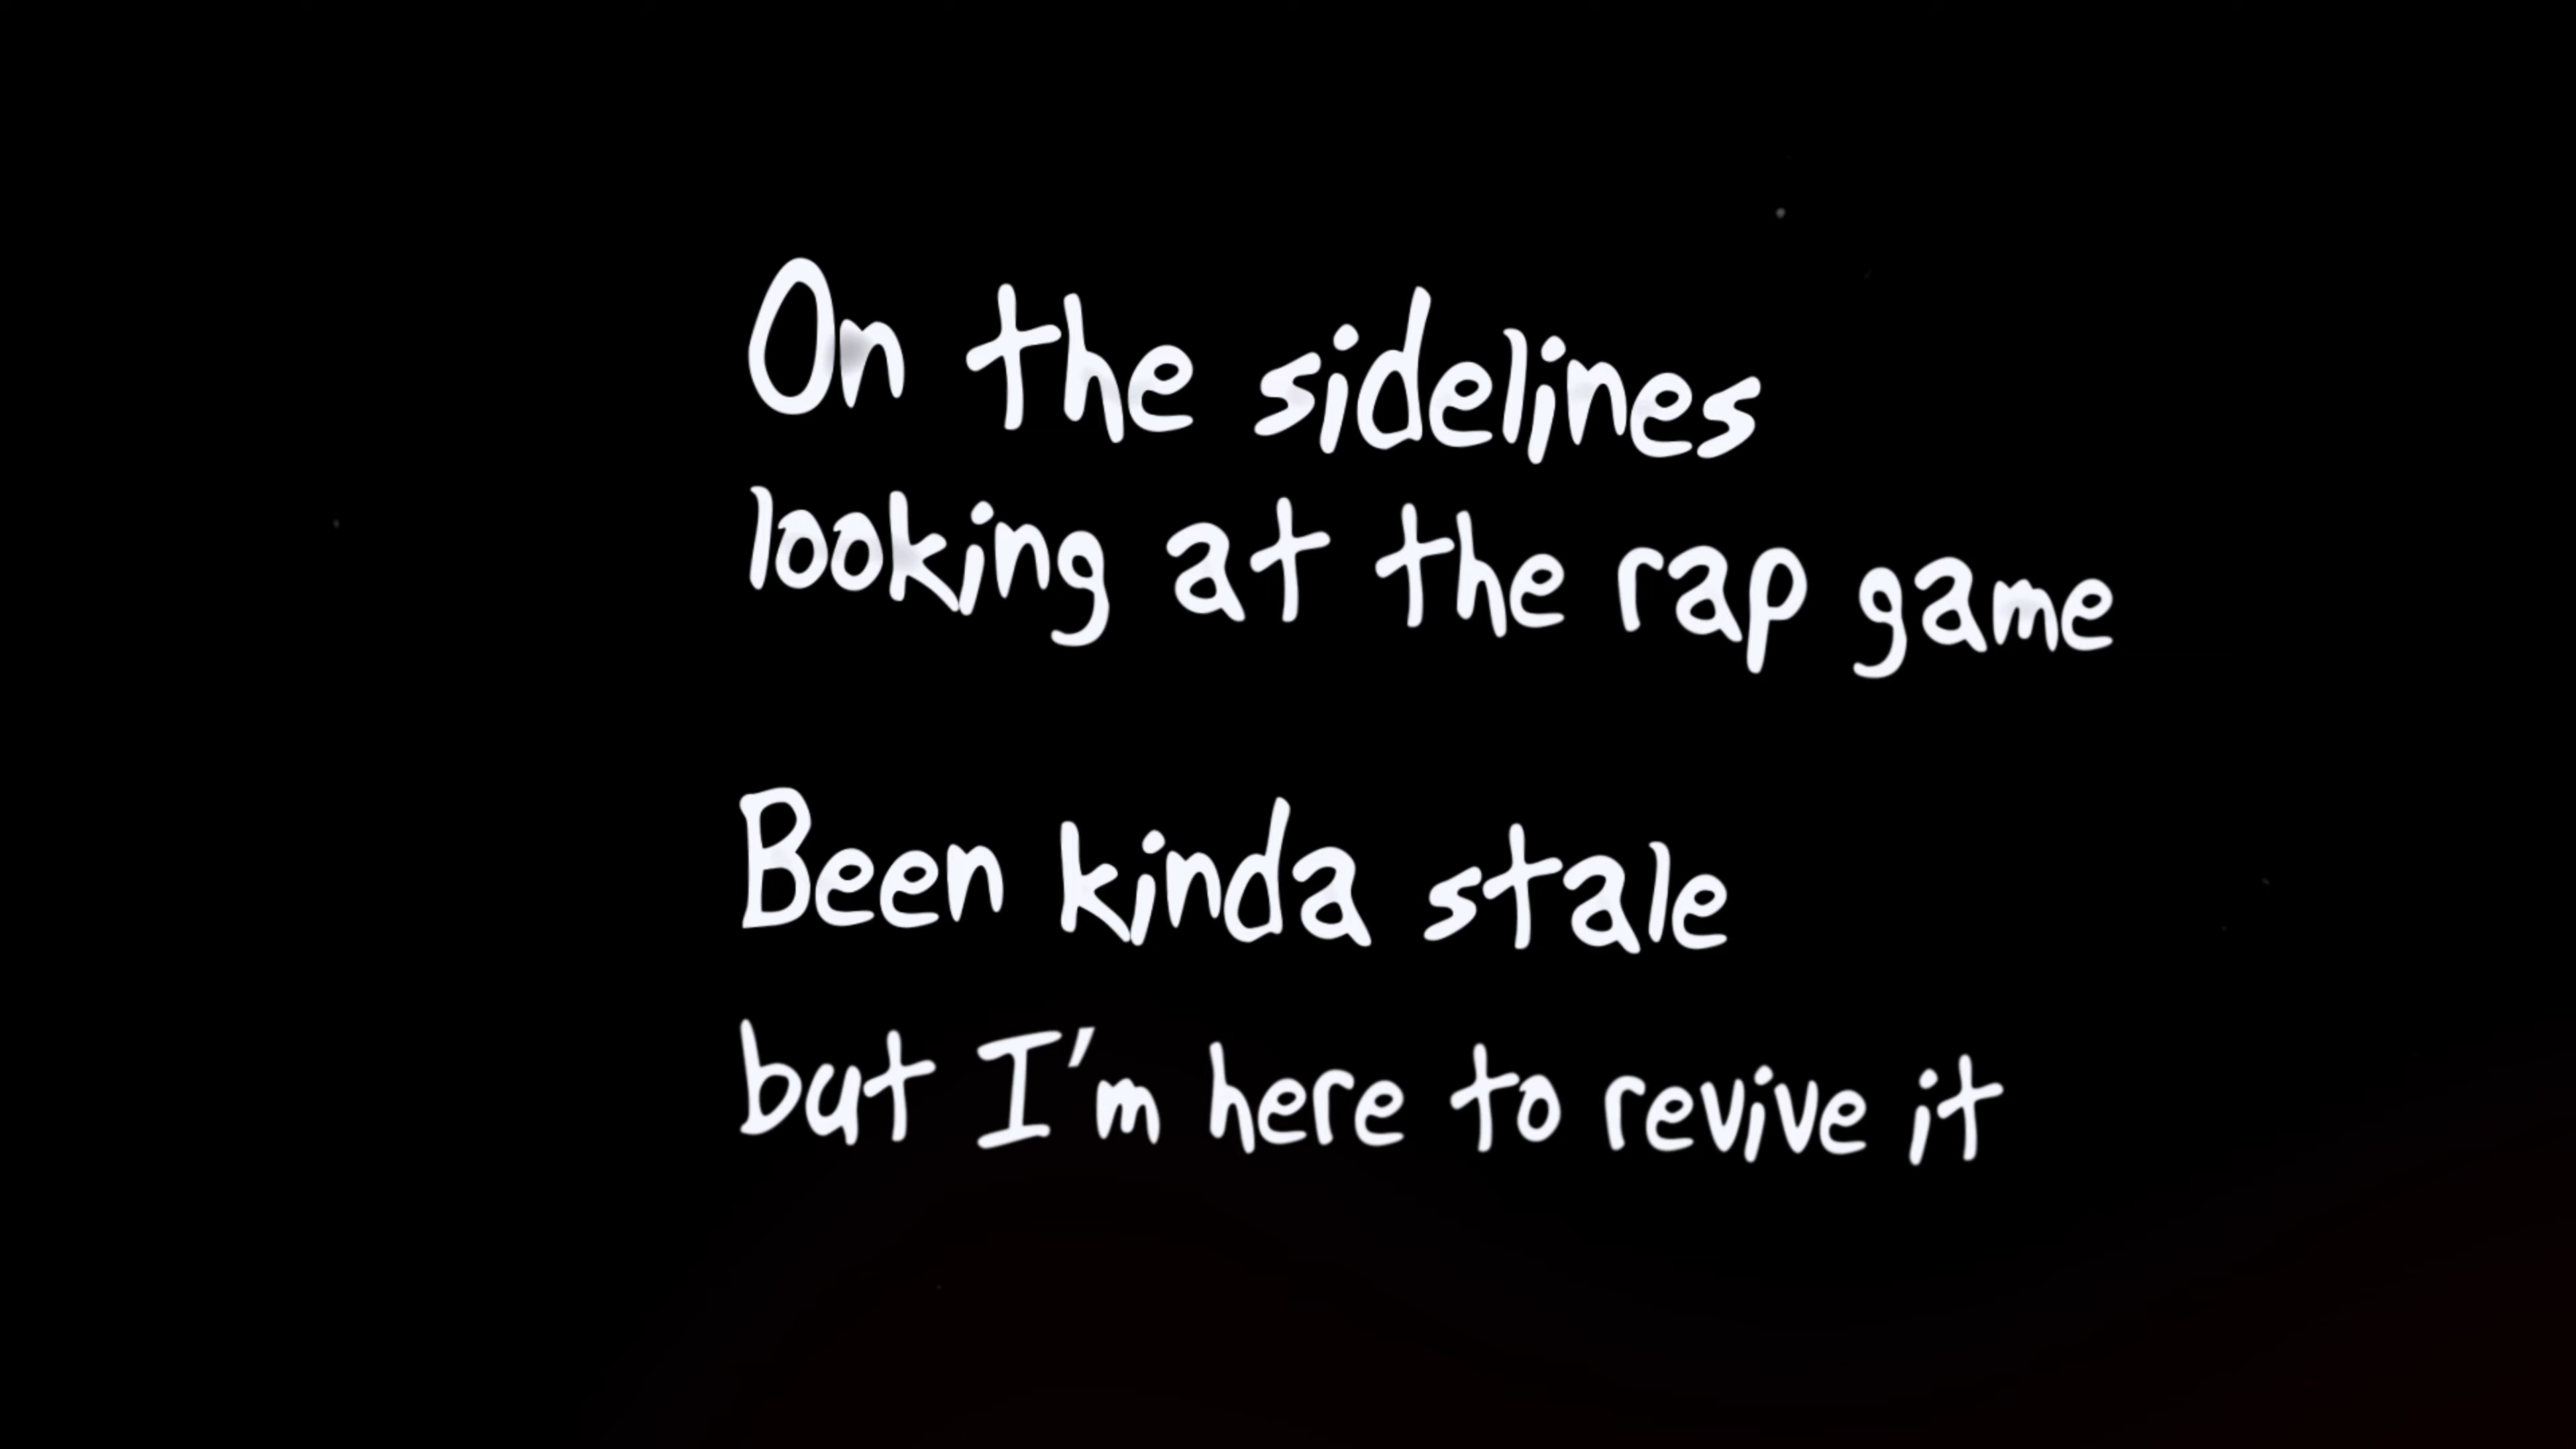 On the sidelines
looking at the rap game
Been kinda stale
but I'm here to revive it